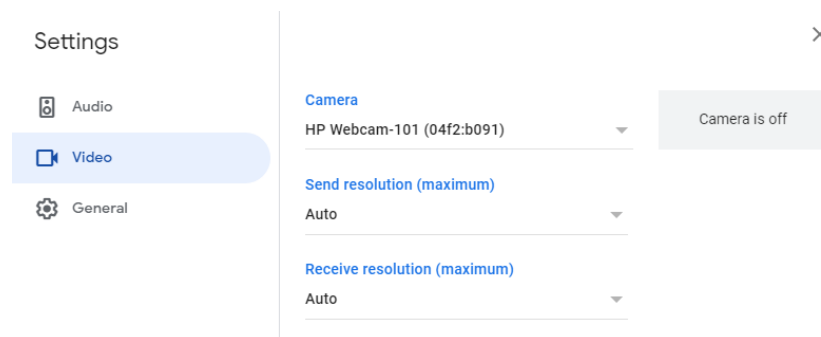 Settings
Audio
Video
General
Camera
HP Webcam-101 (04f2:b091)
Camera is off
Send resolution (maximum)
Auto
Receive resolution (maximum)
Auto